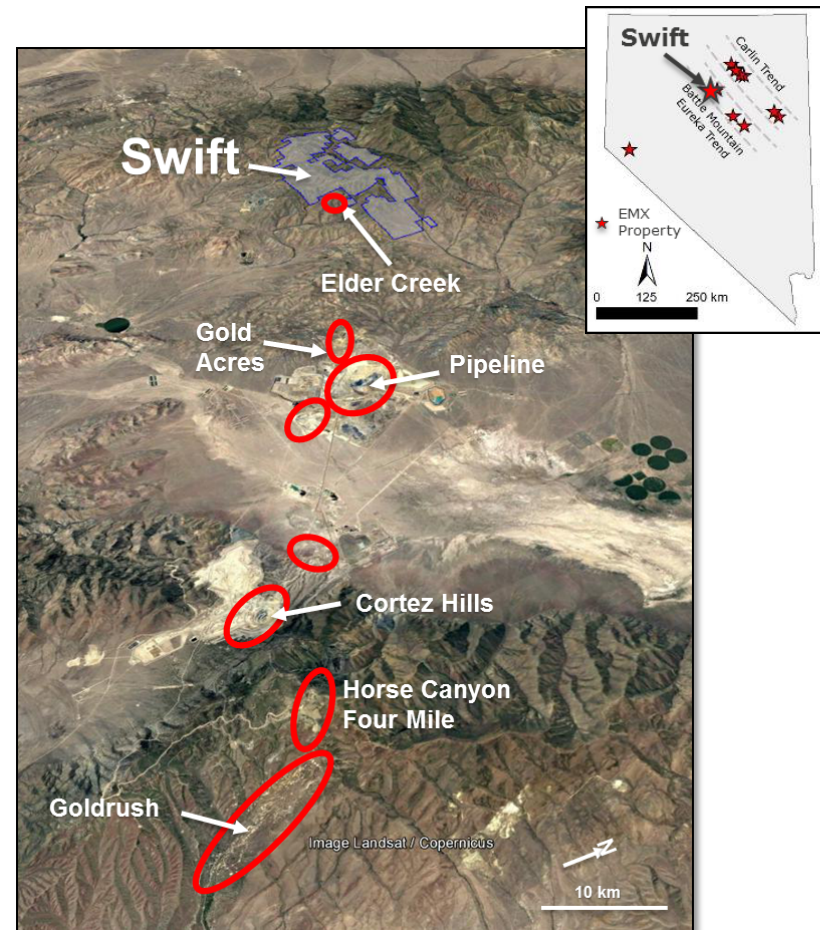 Swift
Carlin Trend
Battle Mountain
Eureka Trend
EMX
Property
N
0 125 250 km
Swift
Elder Creek
Gold
Acres
Pipeline
Cortez Hills
Horse Canyon
Four Mile
Goldrush
Image Landsat / Copernicus
N
10 km